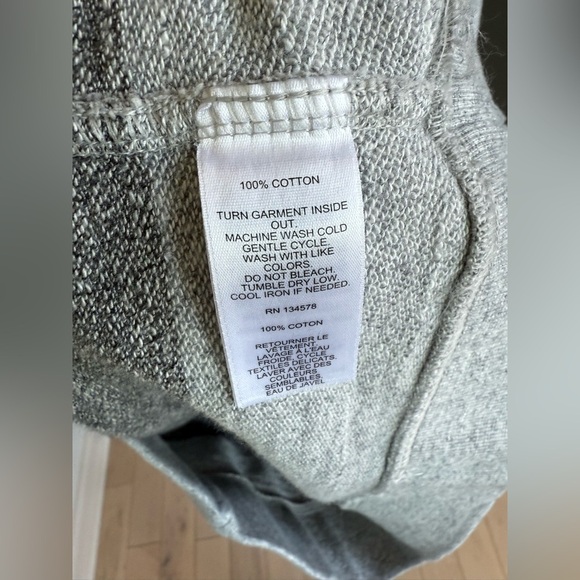 100% COTTON
TURN GARMENT INSIDE
OUT.
MACHINE WASH COLD
GENTLE CYCLE.
WASH WITH LIKE
COLORS.
DO NOT BLEACH.
TUMBLE DRY LOW.
COOL IRON IF NEEDED.
RN 134578
100% COTTON
RETOURNER LE
VÊTEMENT
LAVAGE À L'EAU
FROIDE, CYCLE
TEXTILES DÉLICATS.
LAVER AVEC DES
COULEURS
SEMBLABLES.
EAU DE JAVEL